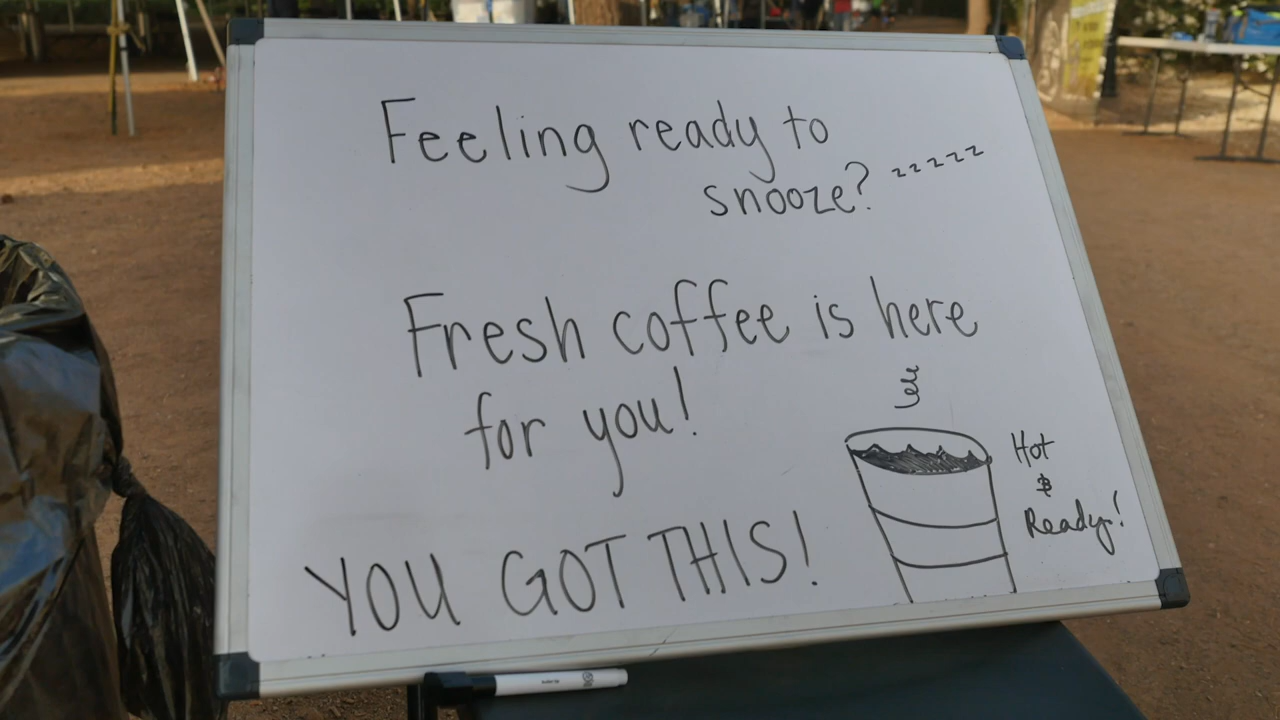 Feeling ready to
snooze? zzzzz
Fresh coffee is here
for you!
Hot
&
Ready!
YOU GOT THIS!